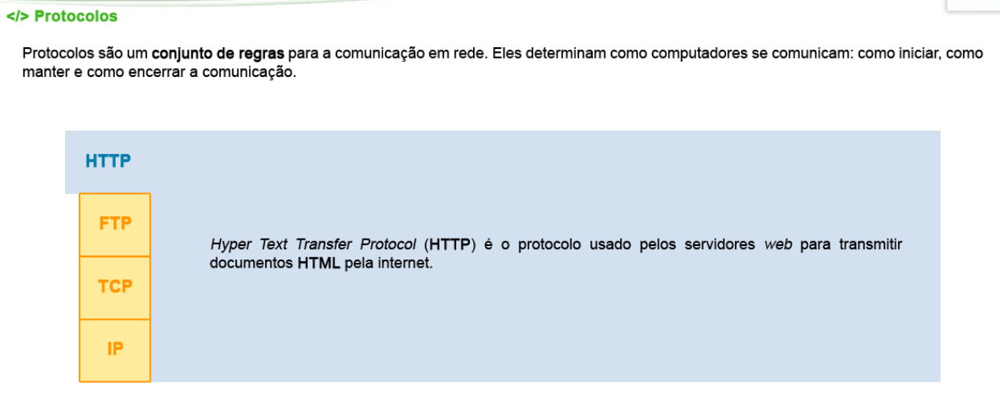 </> Protocolos
Protocolos são um conjunto de regras para a comunicação em rede. Eles determinam como computadores se comunicam: como iniciar, como
manter e como encerrar a comunicação.
HTTP
FTP
TCP
IP
Hyper Text Transfer Protocol (HTTP) é o protocolo usado pelos servidores web para transmitir
documentos HTML pela internet.